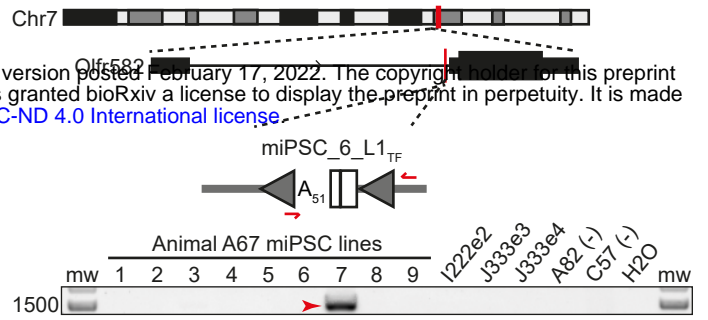 Chr7
Olfr582
version posted February 17, 2022. The copyright holder for this preprint
s granted bioRxiv a license to display the preprint in perpetuity. It is made
C-ND 4.0 International license.
miPSC_6_L1TF
A51
Animal A67 miPSC lines
mw 1 2 3 4 5 6 7 8 9 I222e2 J333e3 J333e4 A82 (-) C57 (-) H2O mw
1500